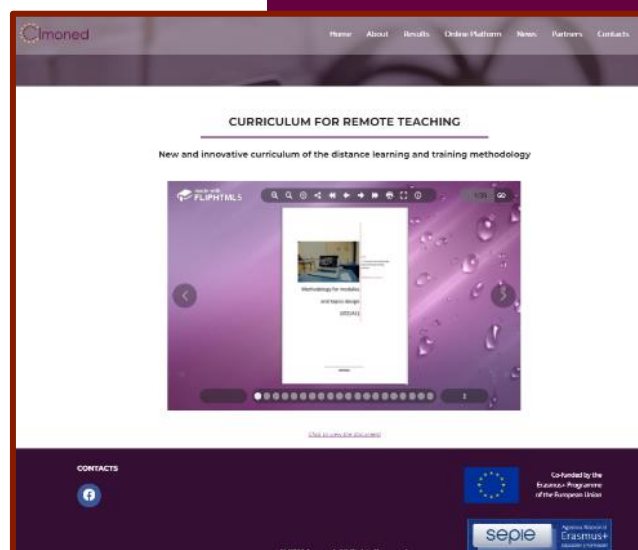 CImoned
Home About Results Online Platform News Partners Contacts
CURRICULUM FOR REMOTE TEACHING
New and innovative curriculum of the distance learning and training methodology
made with
FLIPHTML5
Methodology for modules
and topics design
Click to view the document
CONTACTS
Co-funded by the
Erasmus+ Programme
of the European Union
sepie
Erasmus+